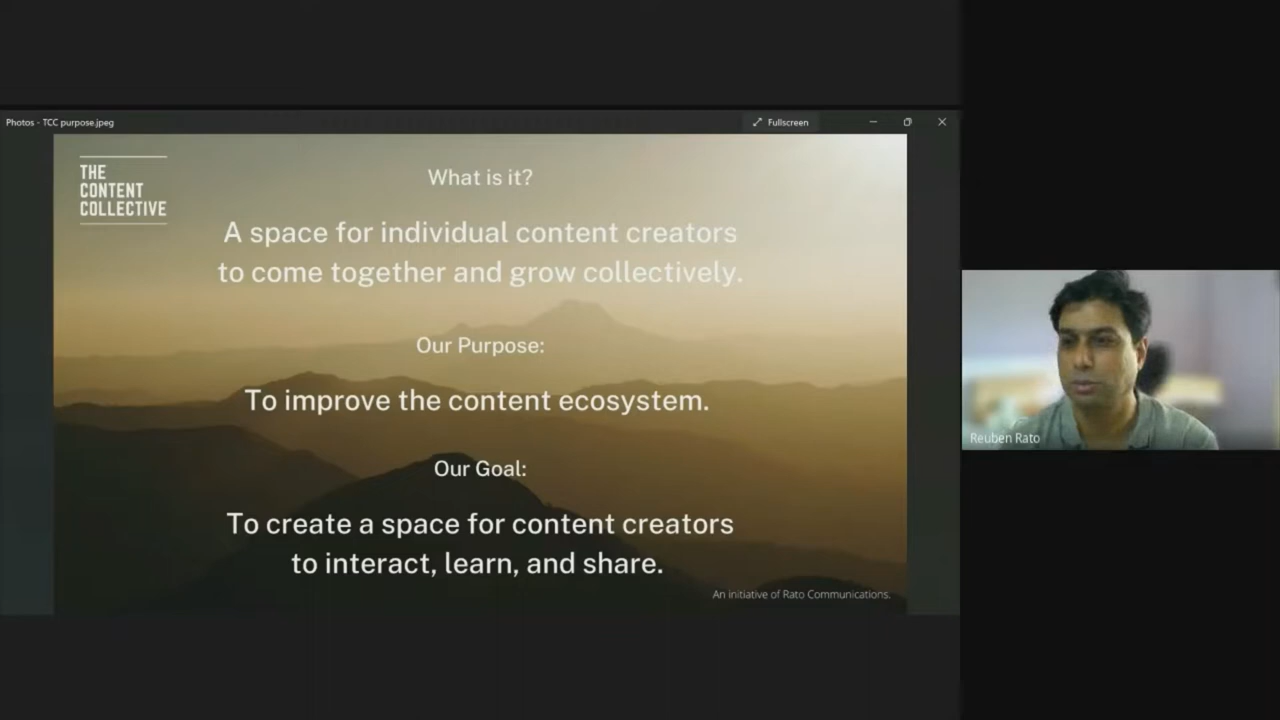 Photos - TCC purpose.jpeg
Fullscreen
THE
CONTENT
COLLECTIVE
What is it?
A space for individual content creators
to come together and grow collectively.
Our Purpose:
To improve the content ecosystem.
Our Goal:
To create a space for content creators
to interact, learn, and share.
An initiative of Rato Communications.
Reuben Rato